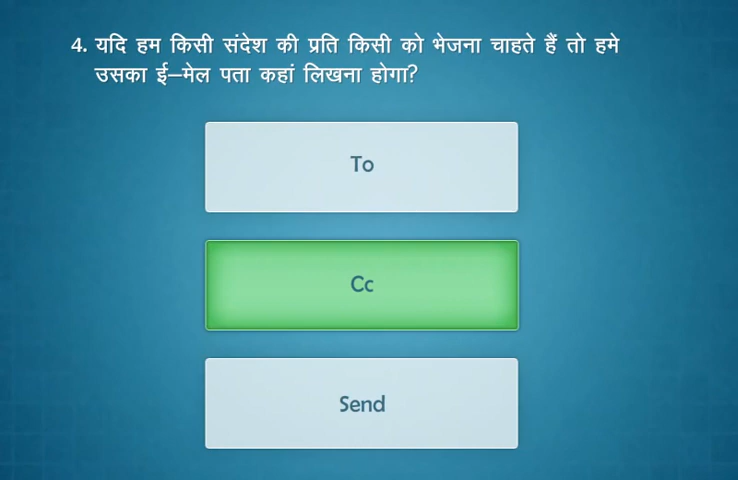 4. यदि हम किसी संदेश की प्रति किसी को भेजना चाहते हैं तो हमे
उसका ई–मेल पता कहां लिखना होगा?
To
Cc
Send